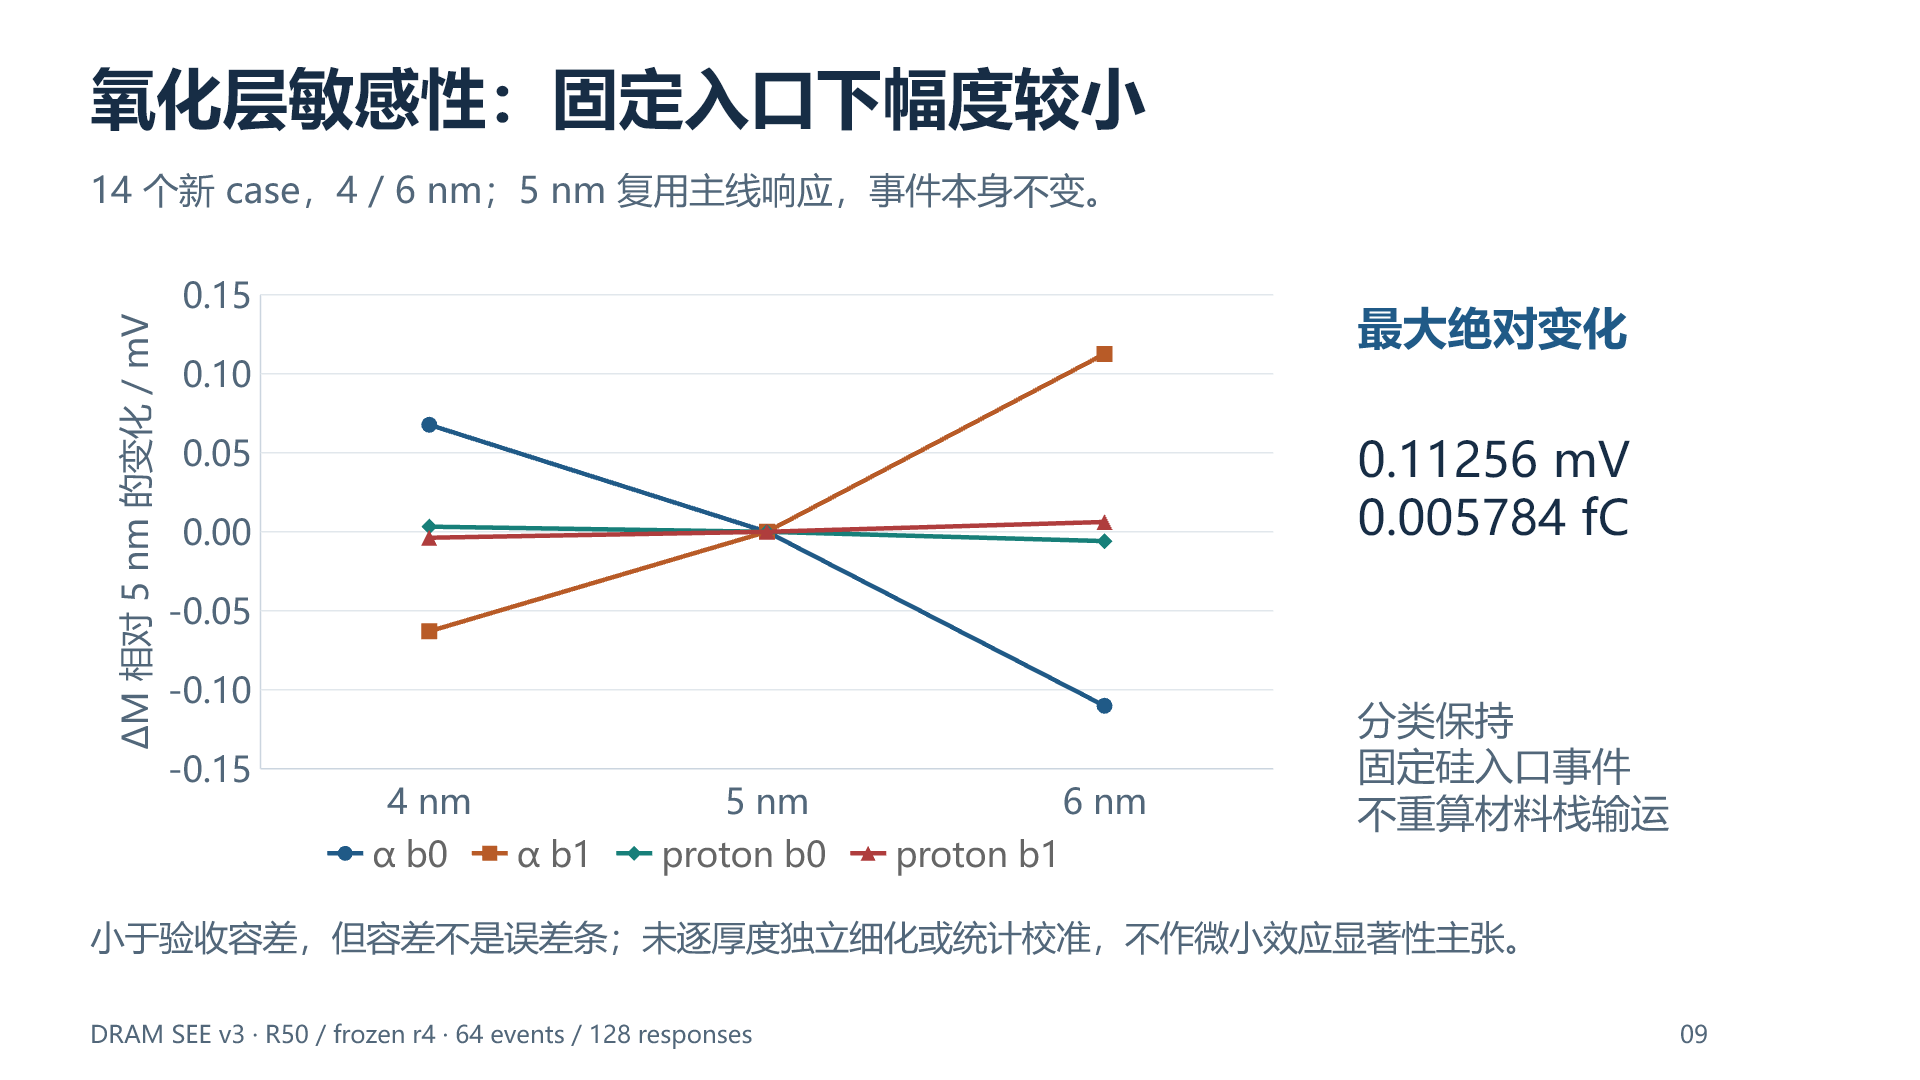 氧化层敏感性：固定入口下幅度较小
14 个新 case，4 / 6 nm；5 nm 复用主线响应，事件本身不变。
ΔM 相对 5 nm 的变化 / mV
0.15
0.10
0.05
0.00
-0.05
-0.10
-0.15
4 nm 5 nm 6 nm
α b0 α b1 proton b0 proton b1
最大绝对变化
0.11256 mV
0.005784 fC
分类保持
固定硅入口事件
不重算材料栈输运
小于验收容差，但容差不是误差条；未逐厚度独立细化或统计校准，不作微小效应显著性主张。
DRAM SEE v3 · R50 / frozen r4 · 64 events / 128 responses
09